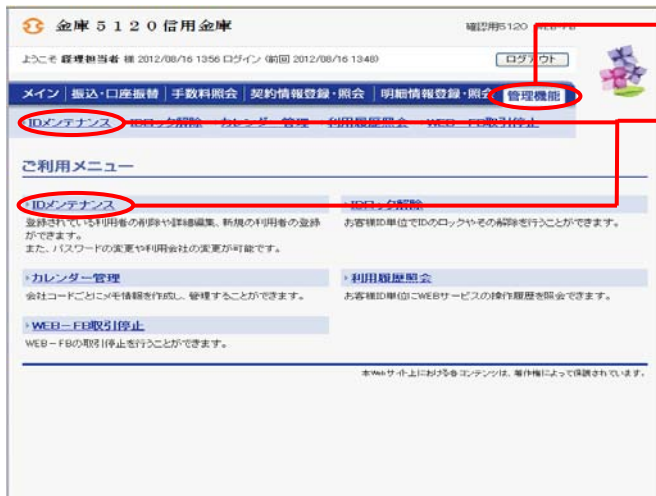 金庫５１２０信用金庫
確認用5120 WEB-FB
ようこそ 経理担当者 様 2012/08/16 1356 ログイン (前回 2012/08/16 1348)
ログアウト
メイン 振込・口座振替 手数料照会 契約情報登録・照会 明細情報登録・照会 管理機能
IDメンテナンス IDロック解除 カレンダー管理 利用履歴照会 WEB－FB取引停止
ご利用メニュー
IDメンテナンス
登録されている利用者の削除や詳細編集、新規の利用者の登録
ができます。
また、パスワードの変更や利用会社の変更が可能です。
IDロック解除
お客様ID単位でIDのロックやその解除を行うことができます。
カレンダー管理
会社コードごとにメモ情報を作成し、管理することができます。
利用履歴照会
お客様ID単位にWEBサービスの操作履歴を照会できます。
WEB－FB取引停止
WEB－FBの取引停止を行うことができます。
本Webサイト上における各コンテンツは、著作権によって保護されています。